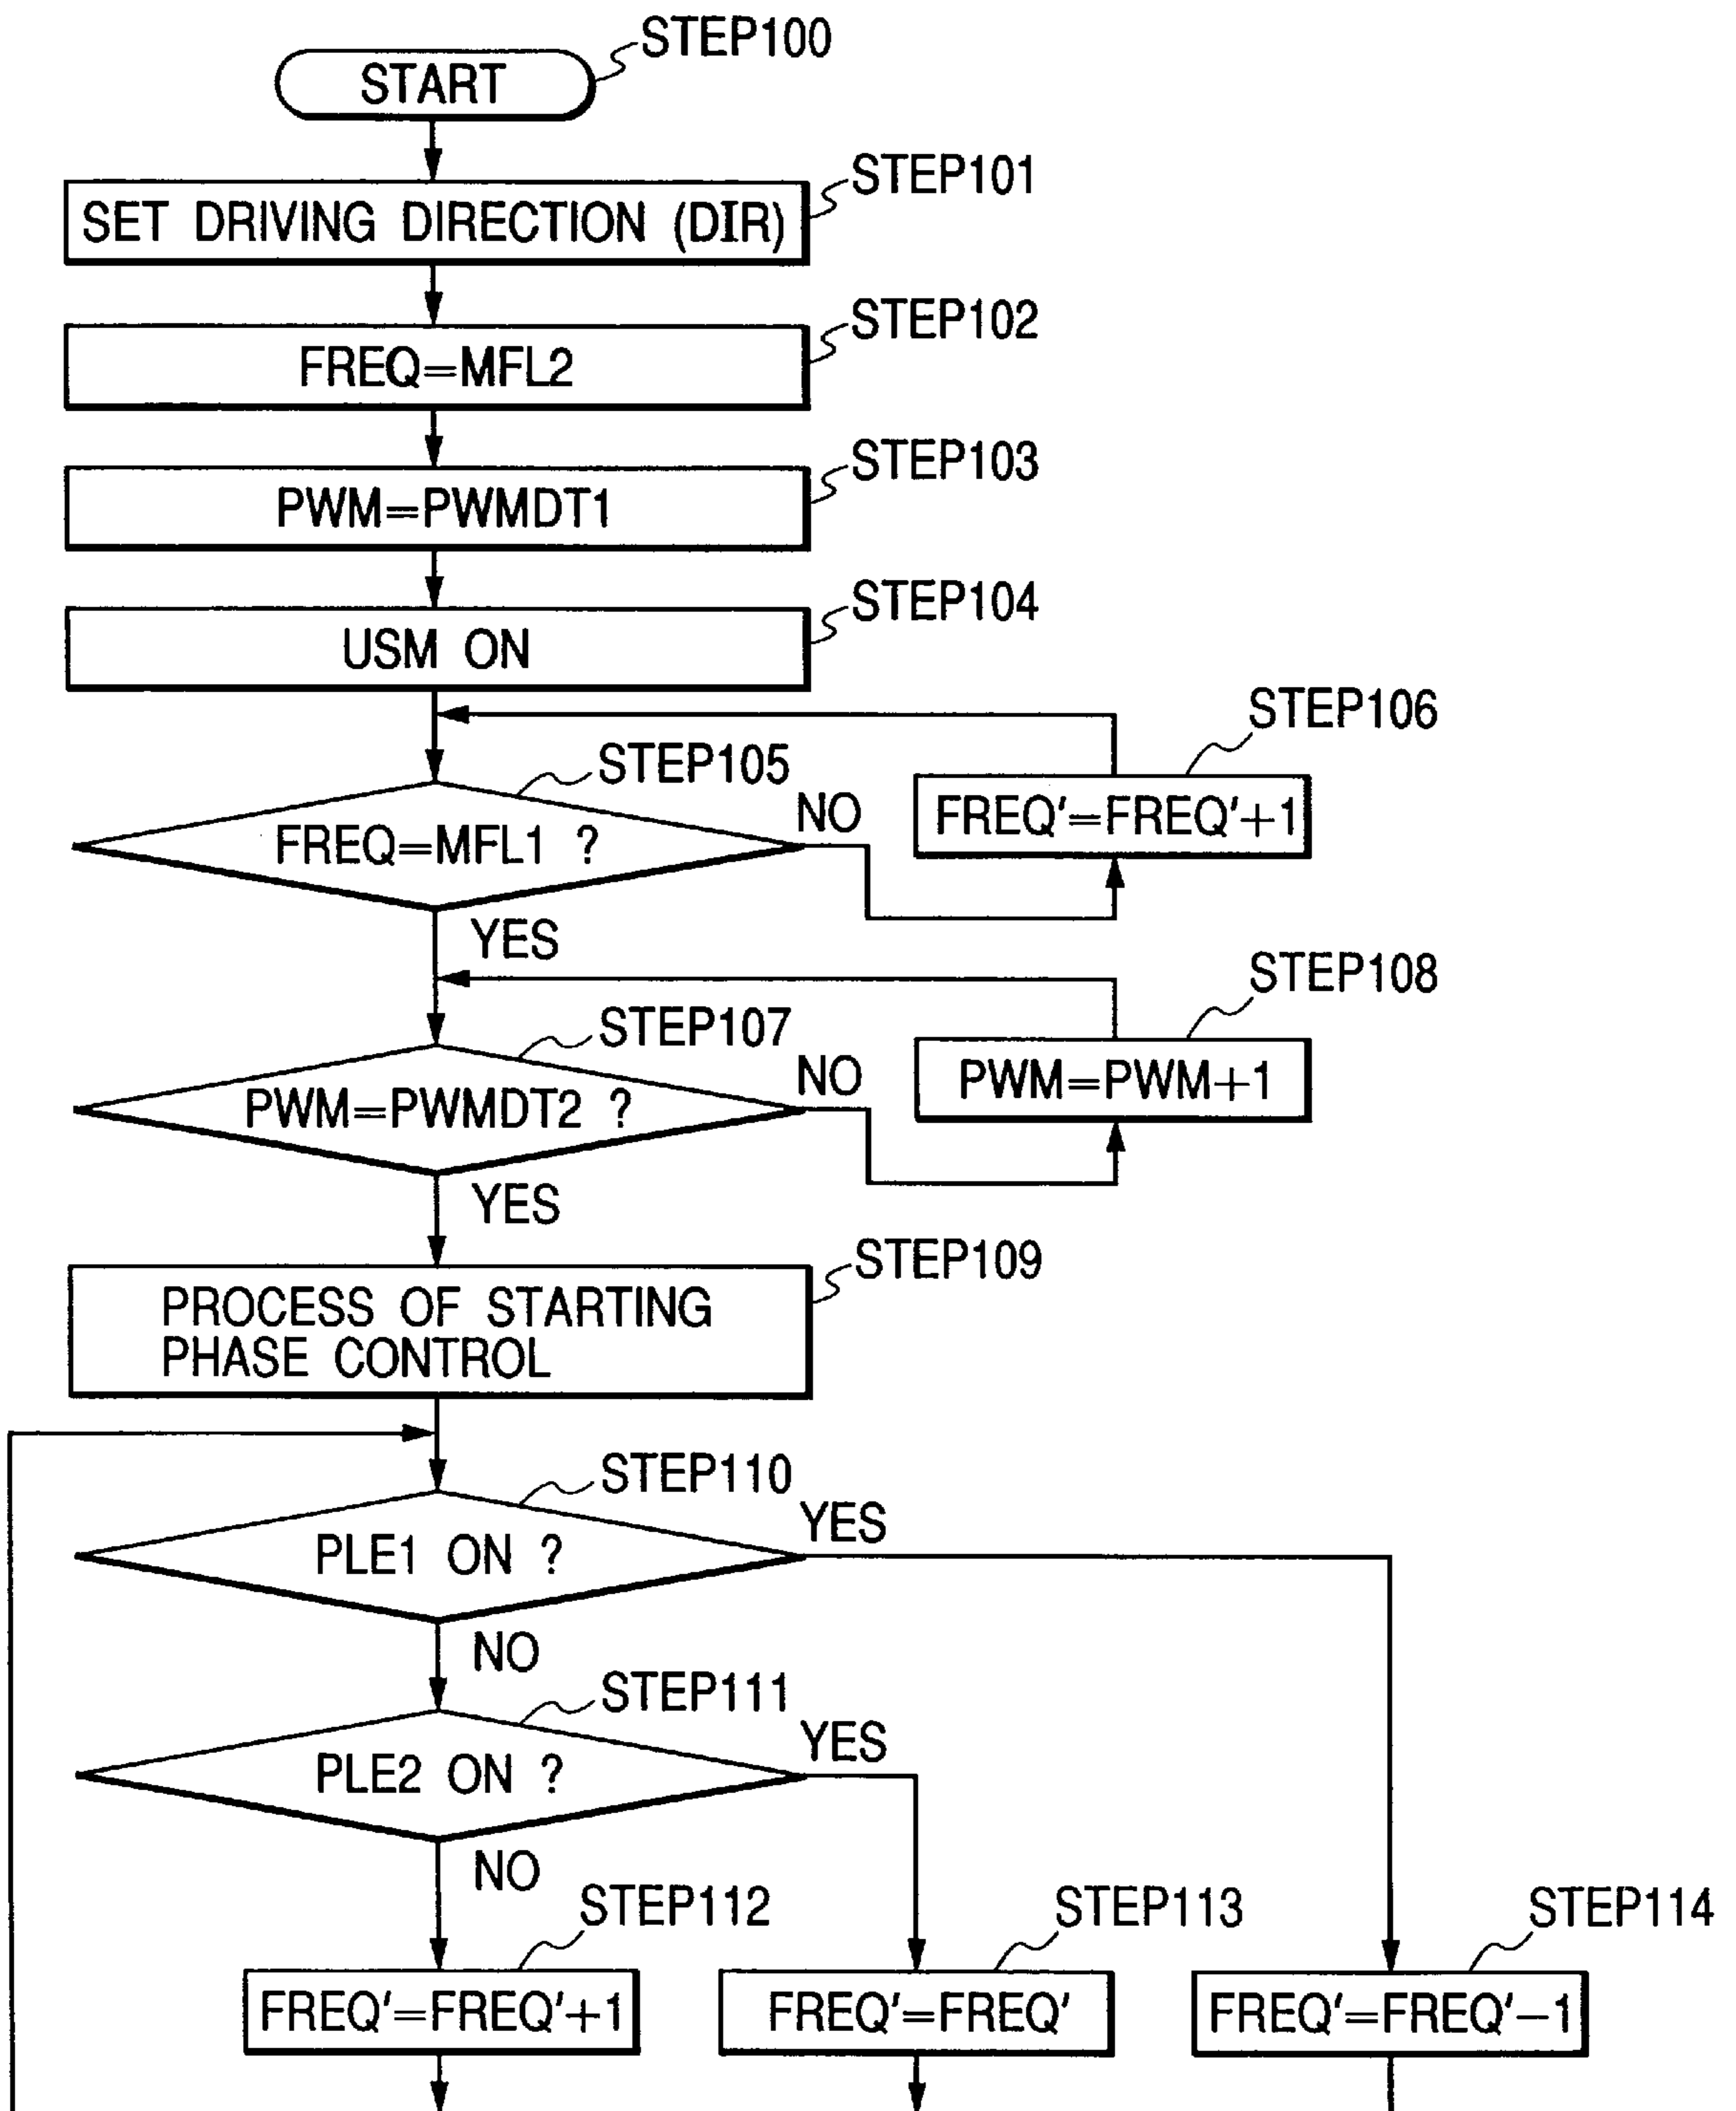 STEP100
START
STEP101
SET DRIVING DIRECTION (DIR)
STEP102
FREQ=MFL2
STEP103
PWM=PWMDT1
STEP104
USM ON
STEP106
FREQ'=FREQ'+1
STEP105
FREQ=MFL1 ?
NO
YES
STEP108
PWM=PWM+1
STEP107
PWM=PWMDT2 ?
NO
YES
STEP109
PROCESS OF STARTING
PHASE CONTROL
STEP110
PLE1 ON ?
YES
NO
STEP111
PLE2 ON ?
YES
NO
STEP112
FREQ'=FREQ'+1
STEP113
FREQ'=FREQ'
STEP114
FREQ'=FREQ'−1